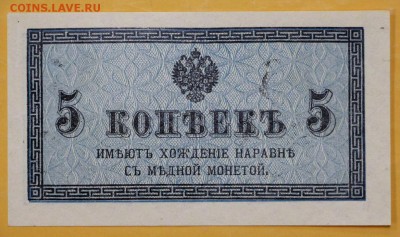 COINS.LAVE.RU
5 КОПѢЕКЪ 5
ИМѢЮТЪ ХОЖДЕНІЕ НАРАВНѢ
СЪ МѢДНОЙ МОНЕТОЙ.